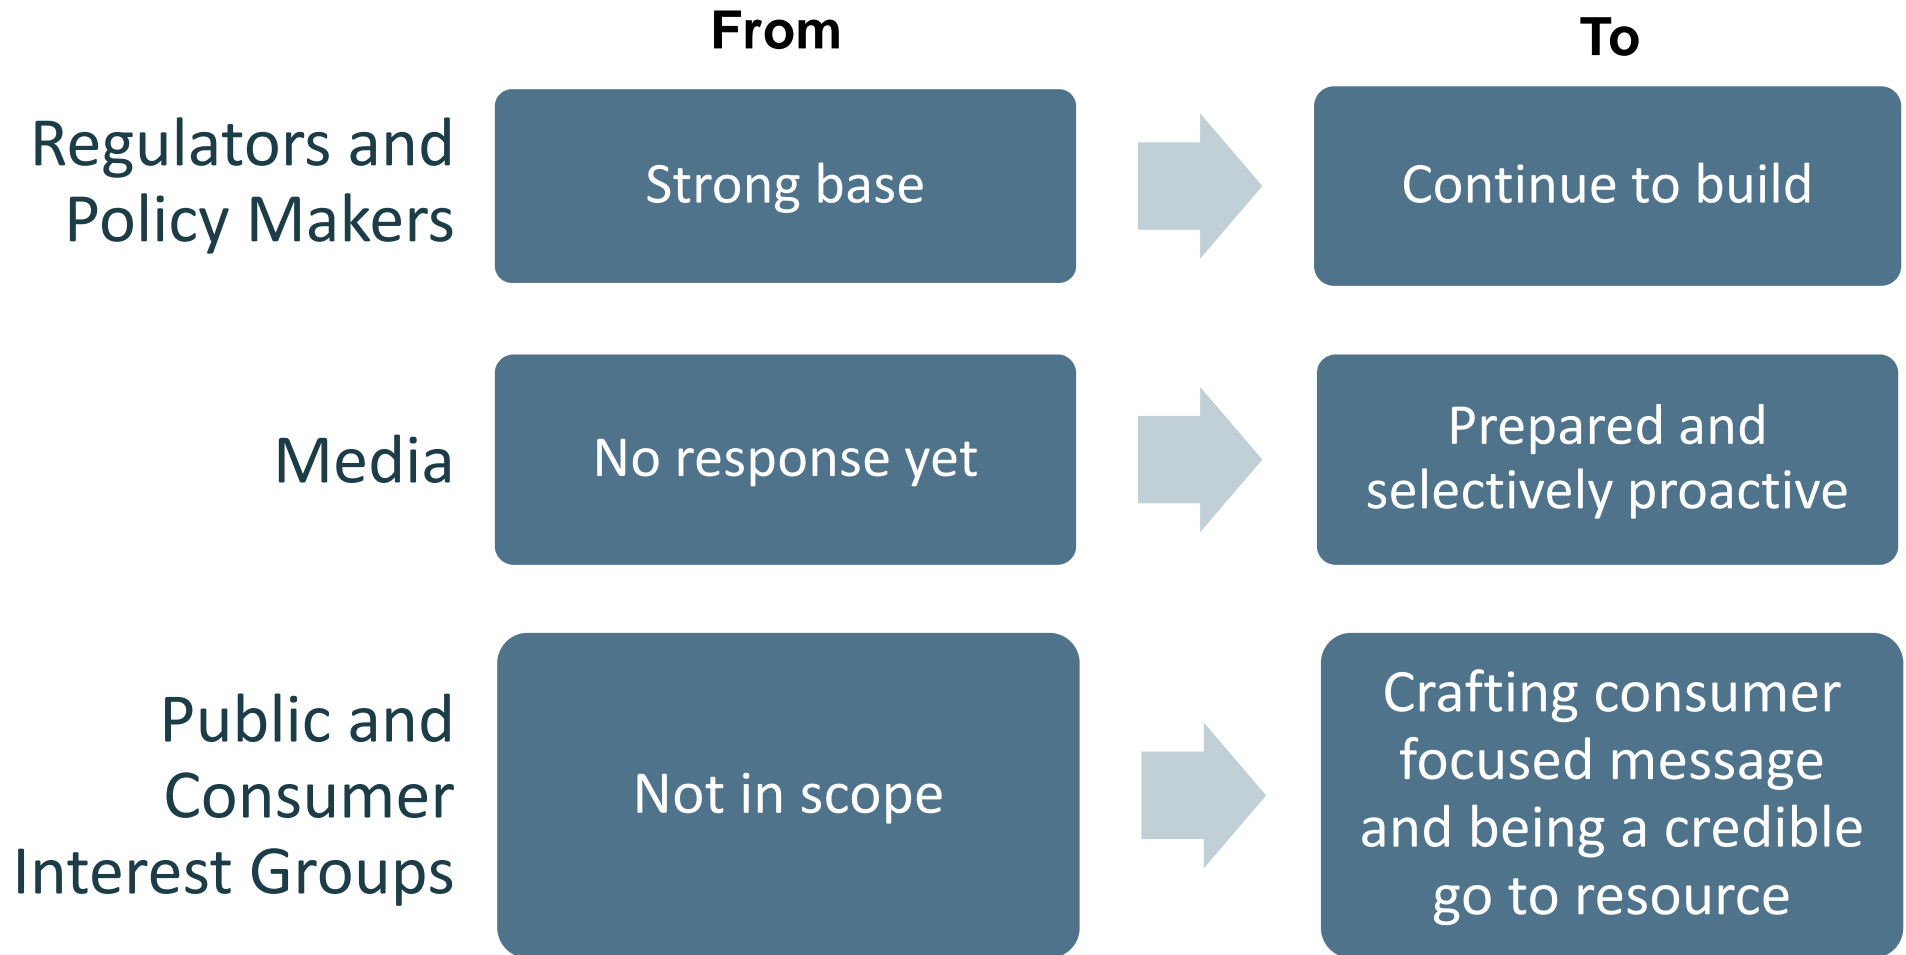 From
To
Regulators and
Policy Makers
Strong base
Continue to build
Media
No response yet
Prepared and
selectively proactive
Public and
Consumer
Interest Groups
Not in scope
Crafting consumer
focused message
and being a credible
go to resource